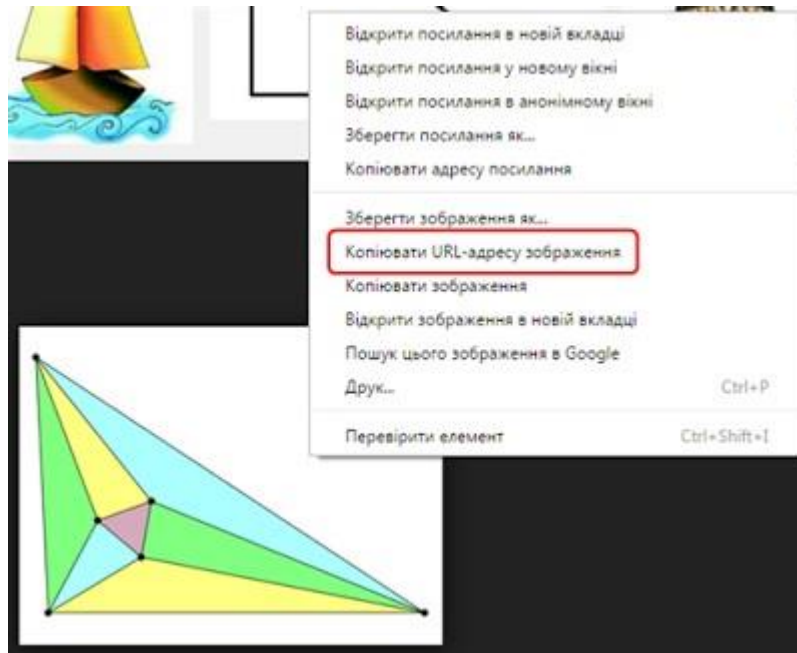 Відкрити посилання в новій вкладці
Відкрити посилання у новому вікні
Відкрити посилання в анонімному вікні
Зберегти посилання як...
Копіювати адресу посилання
Зберегти зображення як...
Копіювати URL-адресу зображення
Копіювати зображення
Відкрити зображення в новій вкладці
Пошук цього зображення в Google
Друк... Ctrl+P
Перевірити елемент Ctrl+Shift+I